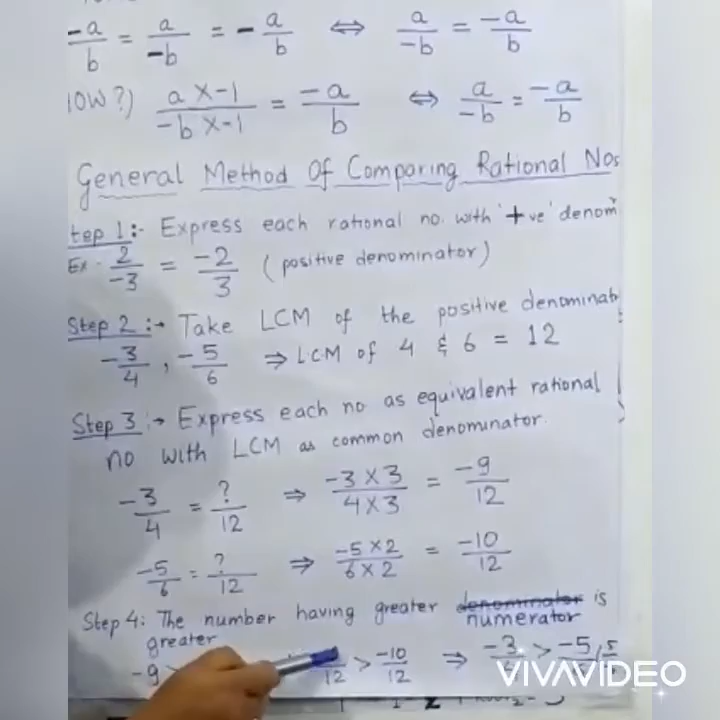 -a/b = a/-b = -a/b ⇔ a/-b = -a/b
HOW?) a×-1/-b×-1 = -a/b ⇔ a/-b = -a/b
General Method Of Comparing Rational Nos
tep 1:- Express each rational no. with '+ve' denom
Ex - 2/-3 = -2/3 (positive denominator)
Step 2 :→ Take LCM of the positive denominat
-3/4 , -5/6 ⇒ LCM of 4 & 6 = 12
Step 3 :→ Express each no as equivalent rational
no with LCM as common denominator.
-3/4 = ?/12 ⇒ -3×3/4×3 = -9/12
-5/6 = ?/12 ⇒ -5×2/6×2 = -10/12
Step 4: The number having greater denominator is
numerator
greater
-9 > /12 > -10/12 ⇒ -3 > -5
VIVAVIDEO